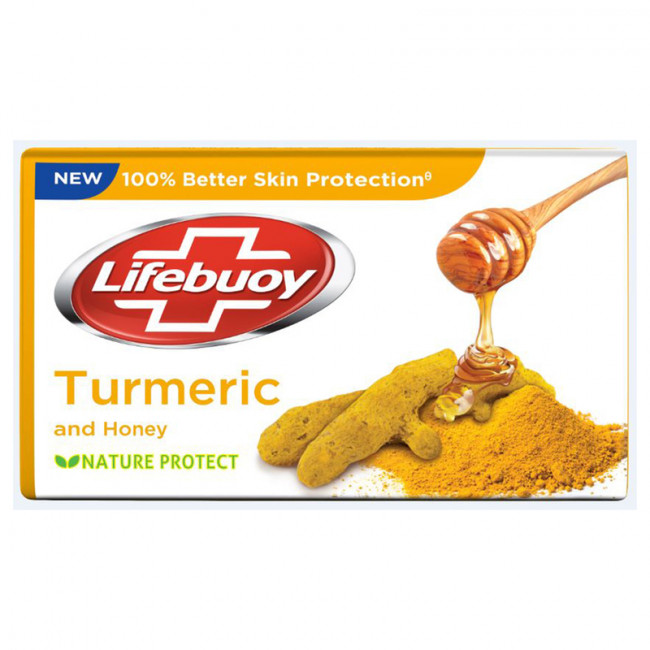 NEW 100% Better Skin Protection⁰
Lifebuoy
Turmeric
and Honey
NATURE PROTECT